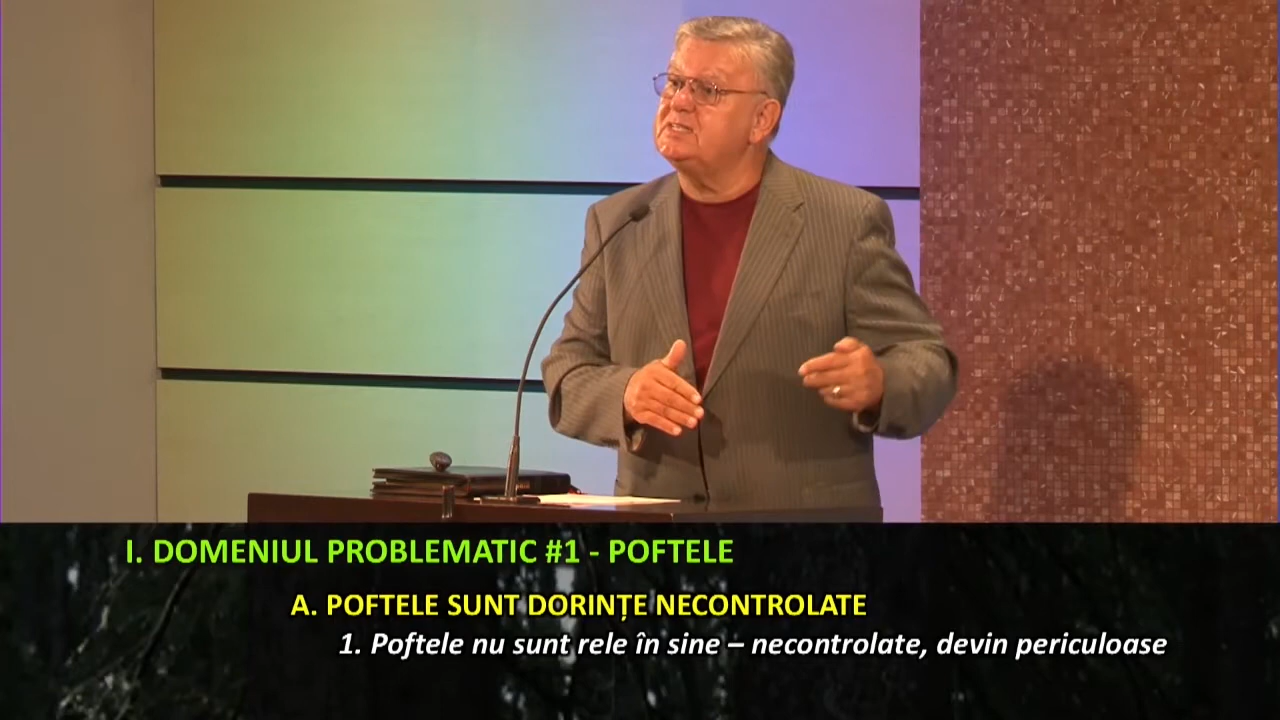 I. DOMENIUL PROBLEMATIC #1 - POFTELE
A. POFTELE SUNT DORINȚE NECONTROLATE
1. Poftele nu sunt rele în sine – necontrolate, devin periculoase